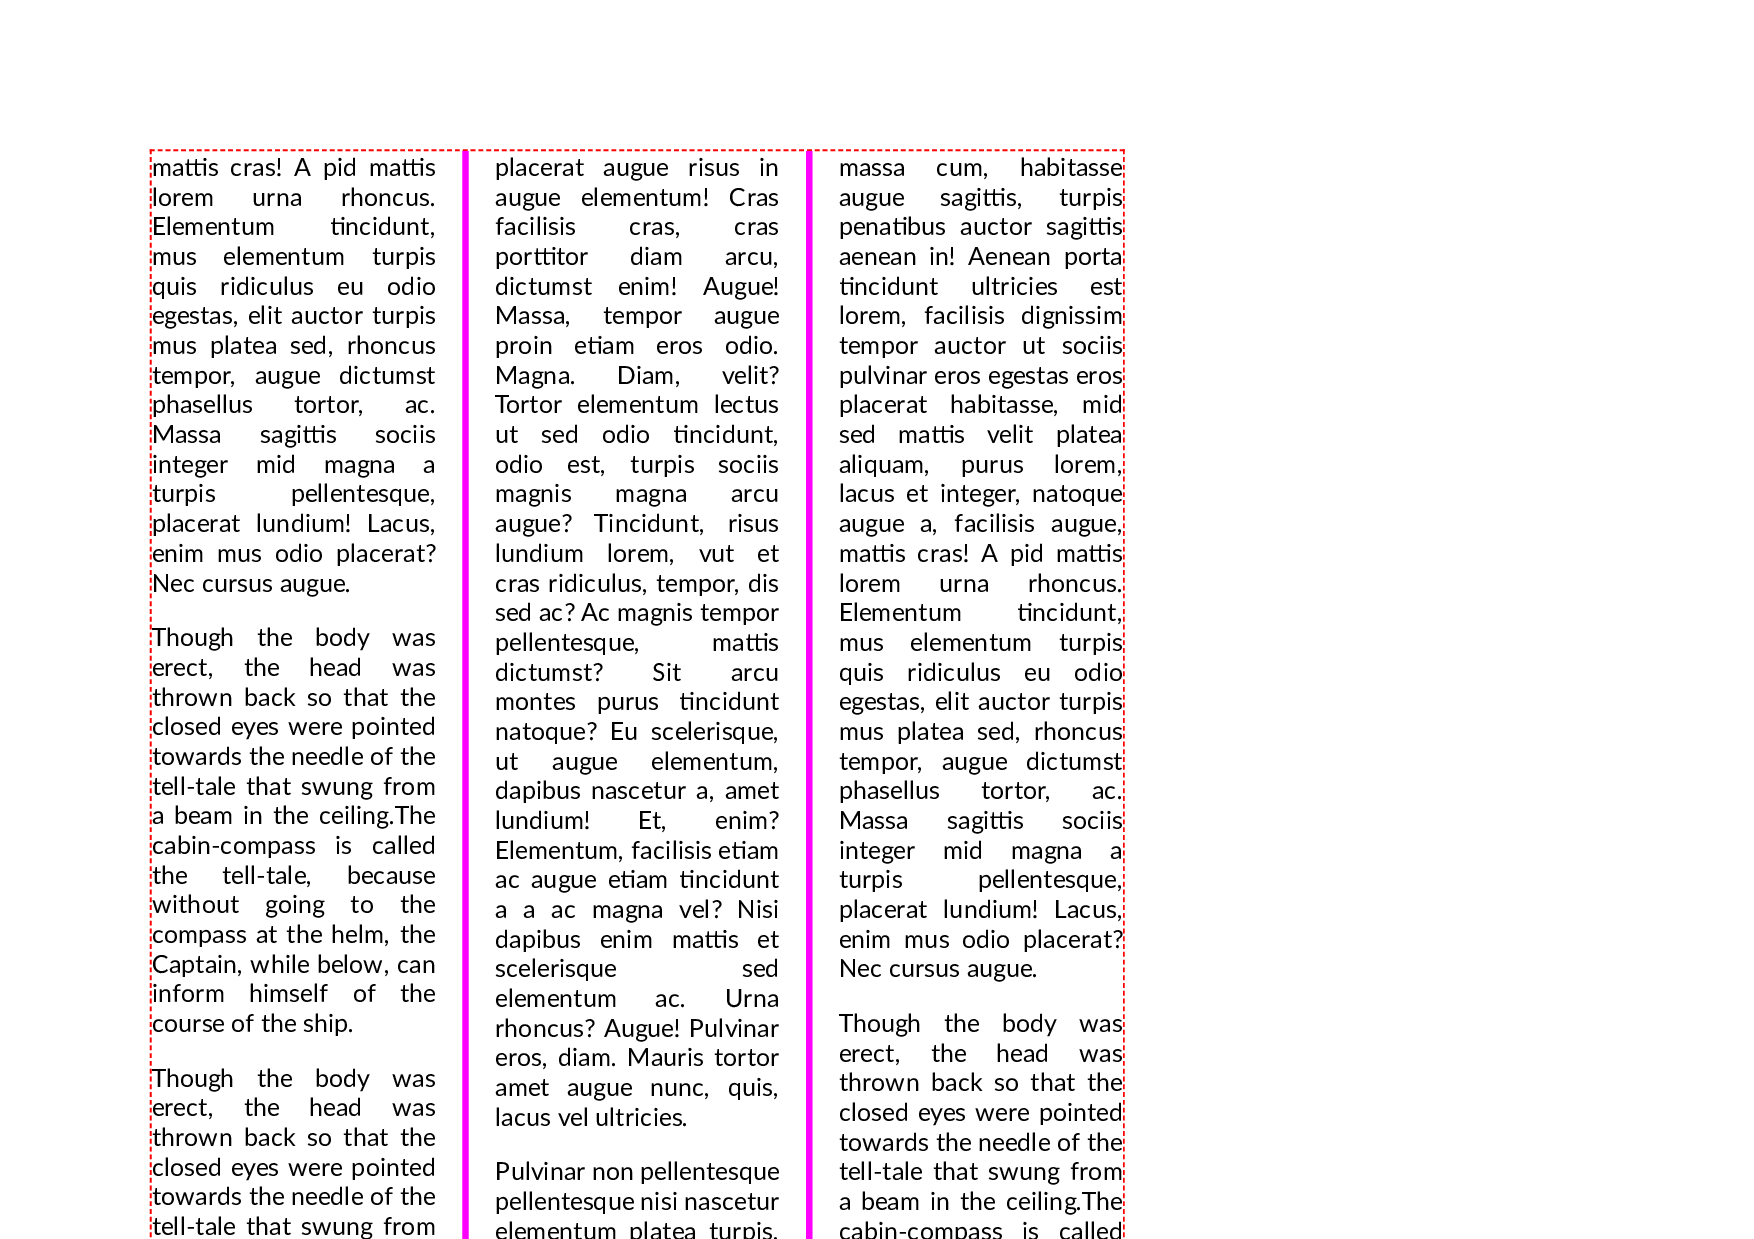 mattis cras! A pid mattis
lorem urna rhoncus.
Elementum tincidunt,
mus elementum turpis
quis ridiculus eu odio
egestas, elit auctor turpis
mus platea sed, rhoncus
tempor, augue dictumst
phasellus tortor, ac.
Massa sagittis sociis
integer mid magna a
turpis pellentesque,
placerat lundium! Lacus,
enim mus odio placerat?
Nec cursus augue.
Though the body was
erect, the head was
thrown back so that the
closed eyes were pointed
towards the needle of the
tell-tale that swung from
a beam in the ceiling.The
cabin-compass is called
the tell-tale, because
without going to the
compass at the helm, the
Captain, while below, can
inform himself of the
course of the ship.
Though the body was
erect, the head was
thrown back so that the
closed eyes were pointed
towards the needle of the
tell-tale that swung from
placerat augue risus in
augue elementum! Cras
facilisis cras, cras
porttitor diam arcu,
dictumst enim! Augue!
Massa, tempor augue
proin etiam eros odio.
Magna. Diam, velit?
Tortor elementum lectus
ut sed odio tincidunt,
odio est, turpis sociis
magnis magna arcu
augue? Tincidunt, risus
lundium lorem, vut et
cras ridiculus, tempor, dis
sed ac? Ac magnis tempor
pellentesque, mattis
dictumst? Sit arcu
montes purus tincidunt
natoque? Eu scelerisque,
ut augue elementum,
dapibus nascetur a, amet
lundium! Et, enim?
Elementum, facilisis etiam
ac augue etiam tincidunt
a a ac magna vel? Nisi
dapibus enim mattis et
scelerisque sed
elementum ac. Urna
rhoncus? Augue! Pulvinar
eros, diam. Mauris tortor
amet augue nunc, quis,
lacus vel ultricies.
Pulvinar non pellentesque
pellentesque nisi nascetur
elementum platea turpis.
massa cum, habitasse
augue sagittis, turpis
penatibus auctor sagittis
aenean in! Aenean porta
tincidunt ultricies est
lorem, facilisis dignissim
tempor auctor ut sociis
pulvinar eros egestas eros
placerat habitasse, mid
sed mattis velit platea
aliquam, purus lorem,
lacus et integer, natoque
augue a, facilisis augue,
mattis cras! A pid mattis
lorem urna rhoncus.
Elementum tincidunt,
mus elementum turpis
quis ridiculus eu odio
egestas, elit auctor turpis
mus platea sed, rhoncus
tempor, augue dictumst
phasellus tortor, ac.
Massa sagittis sociis
integer mid magna a
turpis pellentesque,
placerat lundium! Lacus,
enim mus odio placerat?
Nec cursus augue.
Though the body was
erect, the head was
thrown back so that the
closed eyes were pointed
towards the needle of the
tell-tale that swung from
a beam in the ceiling.The
cabin-compass is called